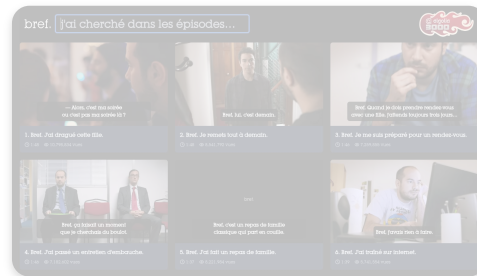 bref. j'ai cherché dans les épisodes...
— Alors, c'est ma soirée
ou c'est pas ma soirée là ?
Bref, lui, c'est demain.
Bref. Quand je dois prendre rendez-vous
avec une fille, j'attends toujours trois jours...
1. Bref. J'ai dragué cette fille.
2. Bref. Je remets tout à demain.
3. Bref. Je me suis préparé pour un rendez-vous.
Bref, ça faisait un moment
que je cherchais du boulot.
Bref, c'est un repas de famille
classique qui part en couille.
Bref, j'avais rien à faire.
4. Bref. J'ai passé un entretien d'embauche.
5. Bref. J'ai fait un repas de famille.
6. Bref. J'ai traîné sur internet.